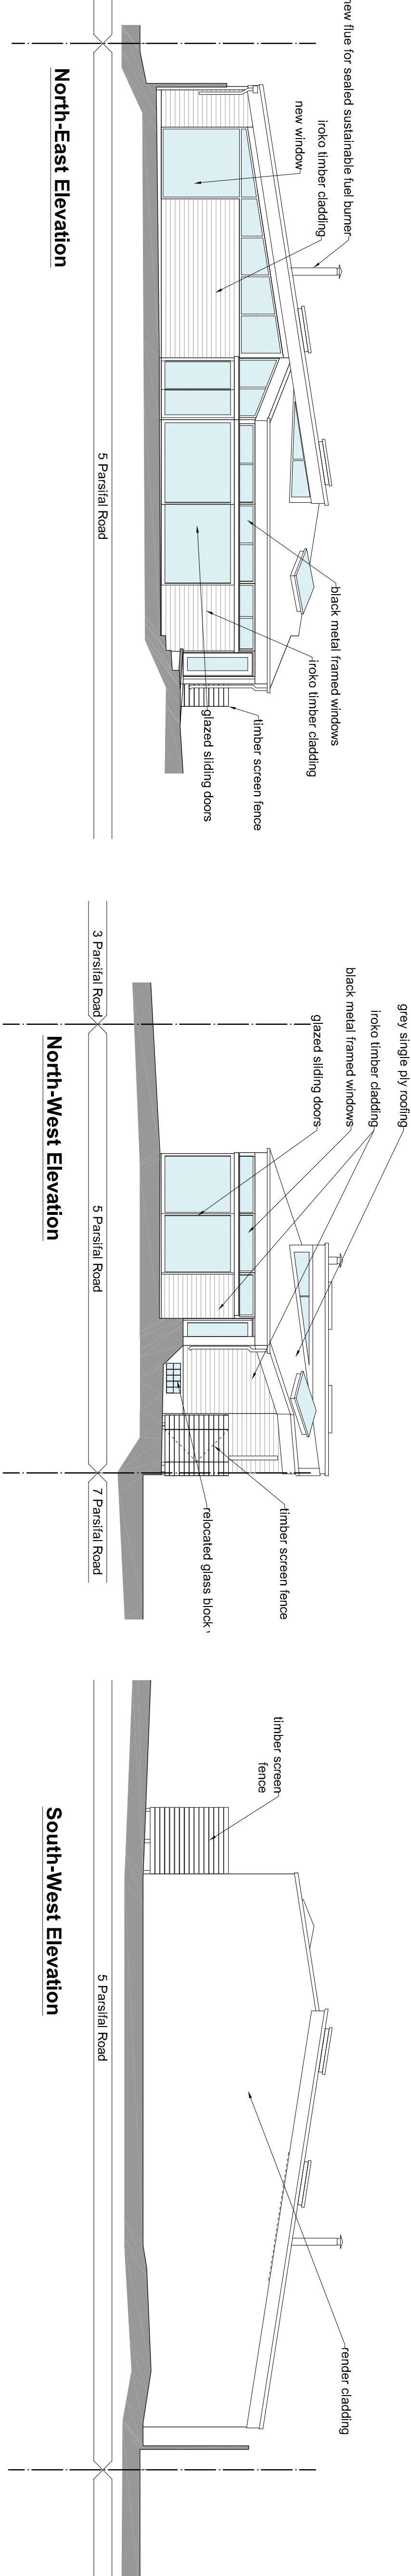 new flue for sealed sustainable fuel burner
iroko timber cladding
new window
black metal framed windows
iroko timber cladding
timber screen fence
glazed sliding doors
5 Parsifal Road
North-East Elevation
grey single ply roofing
iroko timber cladding
black metal framed windows
glazed sliding doors
timber screen fence
relocated glass block
3 Parsifal Road
5 Parsifal Road
7 Parsifal Road
North-West Elevation
timber screen
fence
render cladding
5 Parsifal Road
South-West Elevation